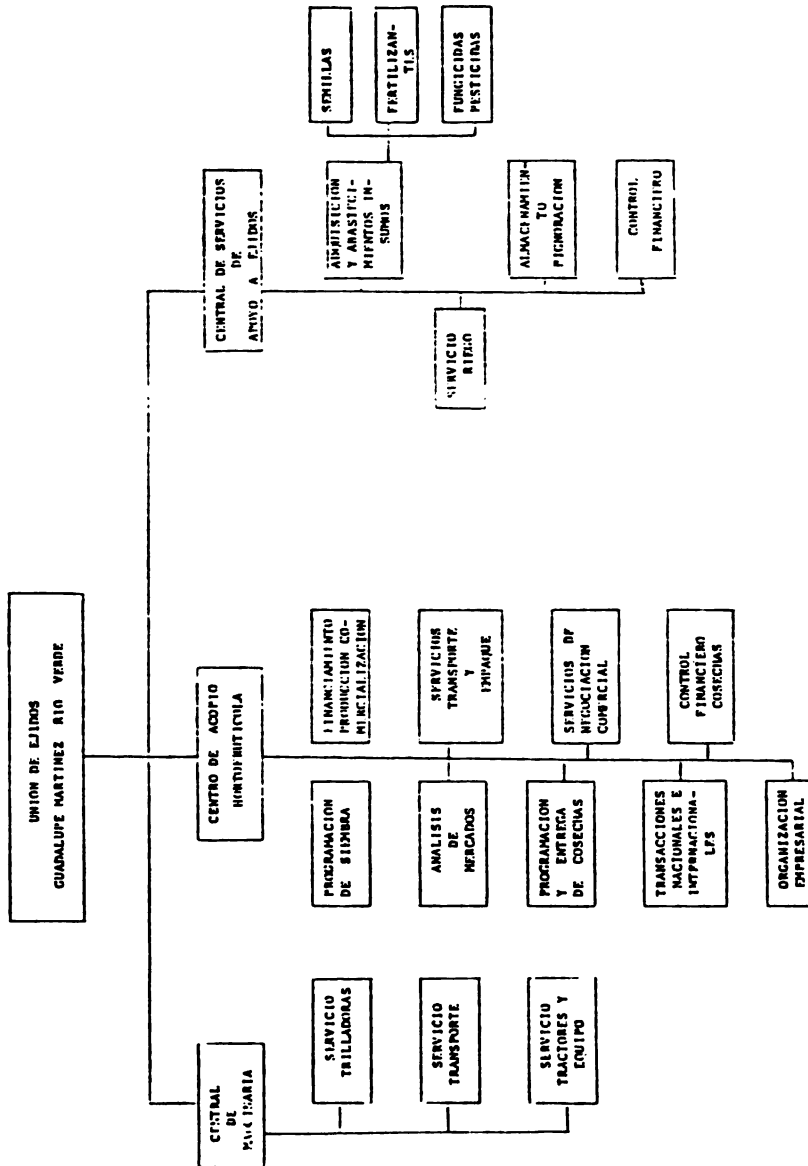 UNION DE EJIDOS
GUADALUPE MARTINEZ RIO VERDE
CENTRAL
DE
MAQUINARIA
CENTRO DE ACOPIO
HORTOFRUTICULA
CENTRAL DE SERVICIOS
DE
APOYO A EJIDOS
SERVICIO
TRILLADORAS
SERVICIO
TRANSPORTE
SERVICIO
TRACTORES Y
EQUIPO
PROGRAMACION
DE SIEMBRA
FINANCIAMIENTO
PRODUCCION CO-
MERCIALIZACION
ANALISIS
DE
MERCADOS
SERVICIOS
TRANSPORTE
Y
EMPAQUE
PROGRAMACION
Y ENTREGA
DE COSECHAS
SERVICIOS DE
NEGOCIACION
COMERCIAL
TRANSACCIONES
NACIONALES E
INTERNACIONA-
LES
CONTROL
FINANCIERO
COSECHAS
ORGANIZACION
EMPRESARIAL
ADQUISICION
Y ABASTECI-
MIENTOS IN-
SUMOS
SEMILLAS
FERTILIZAN-
TES
FUNGICIDAS
PESTICIDAS
SERVICIO
RIEGO
ALMACENAMIEN-
TO
PIGNORACION
CONTROL
FINANCIERO